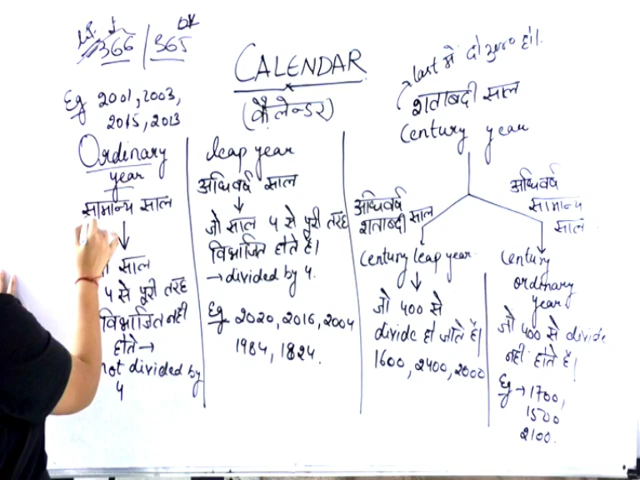 366 | 365
CALENDAR
(कैलेन्डर)
last में दो zero हो।
शताब्दी साल
Century year
Eg 2001, 2003,
2015, 2013
Ordinary
year
सामान्य साल
साल
4 से पूरी तरह
विभाजित नही
होते →
not divided by
4
leap year
अधिवर्ष साल
जो साल 4 से पूरी तरह
विभाजित होते हैं।
→ divided by 4.
Eg 2020, 2016, 2004
1984, 1824.
अधिवर्ष
शताब्दी साल
Century leap year
जो 400 से
divide हो जाते हैं।
1600, 2400, 2000
अधिवर्ष
सामान्य
साल
Century
ordinary
year
जो 400 से divide
नही होते हैं।
Eg → 1700,
1500
2100.